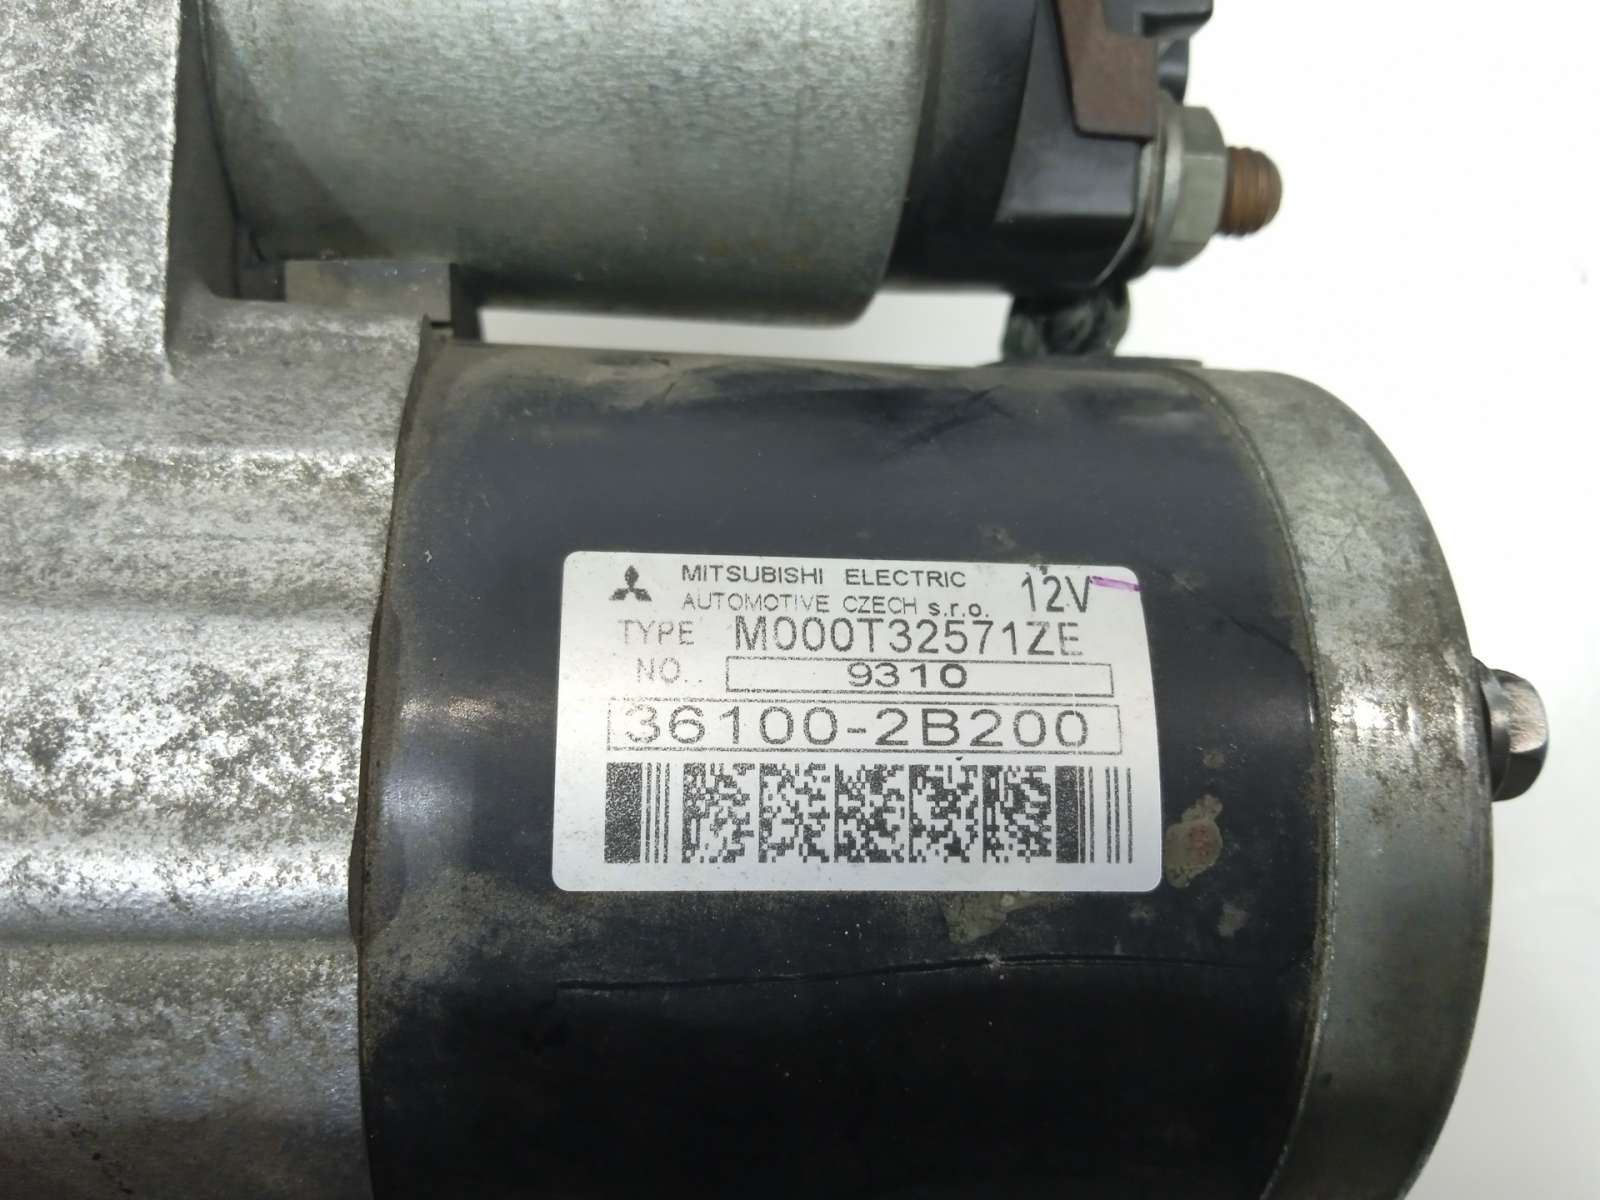 MITSUBISHI ELECTRIC
AUTOMOTIVE CZECH s.r.o. 12V
TYPE M000T32571ZE
NO. 9310
36100-2B200